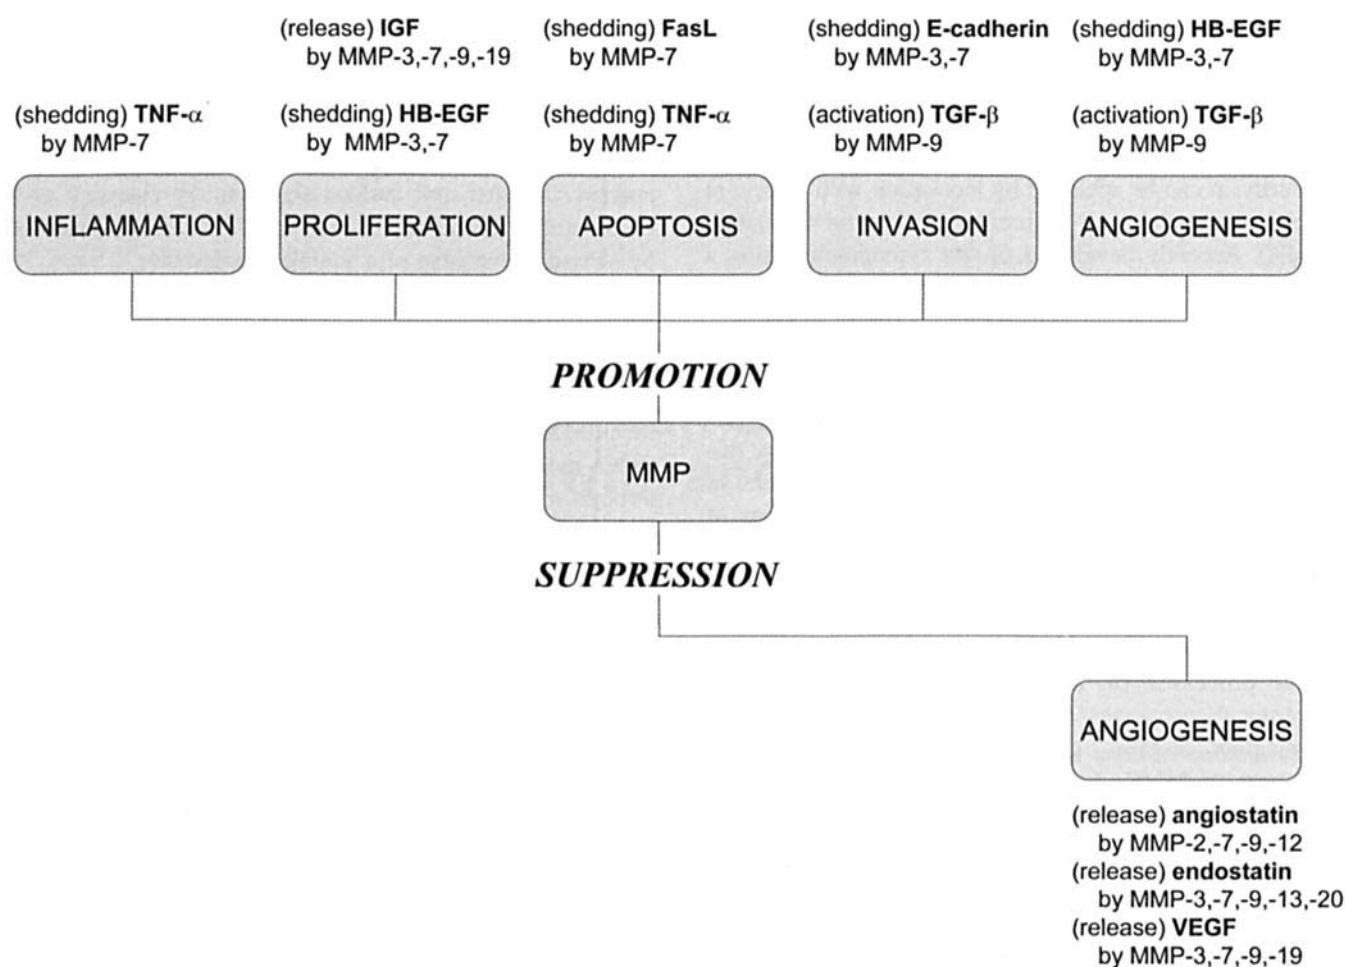 (release) IGF
by MMP-3,-7,-9,-19
(shedding) FasL
by MMP-7
(shedding) E-cadherin
by MMP-3,-7
(shedding) HB-EGF
by MMP-3,-7
(shedding) TNF-α
by MMP-7
(shedding) HB-EGF
by MMP-3,-7
(shedding) TNF-α
by MMP-7
(activation) TGF-β
by MMP-9
(activation) TGF-β
by MMP-9
INFLAMMATION
PROLIFERATION
APOPTOSIS
INVASION
ANGIOGENESIS
PROMOTION
MMP
SUPPRESSION
ANGIOGENESIS
(release) angiostatin
by MMP-2,-7,-9,-12
(release) endostatin
by MMP-3,-7,-9,-13,-20
(release) VEGF
by MMP-3,-7,-9,-19